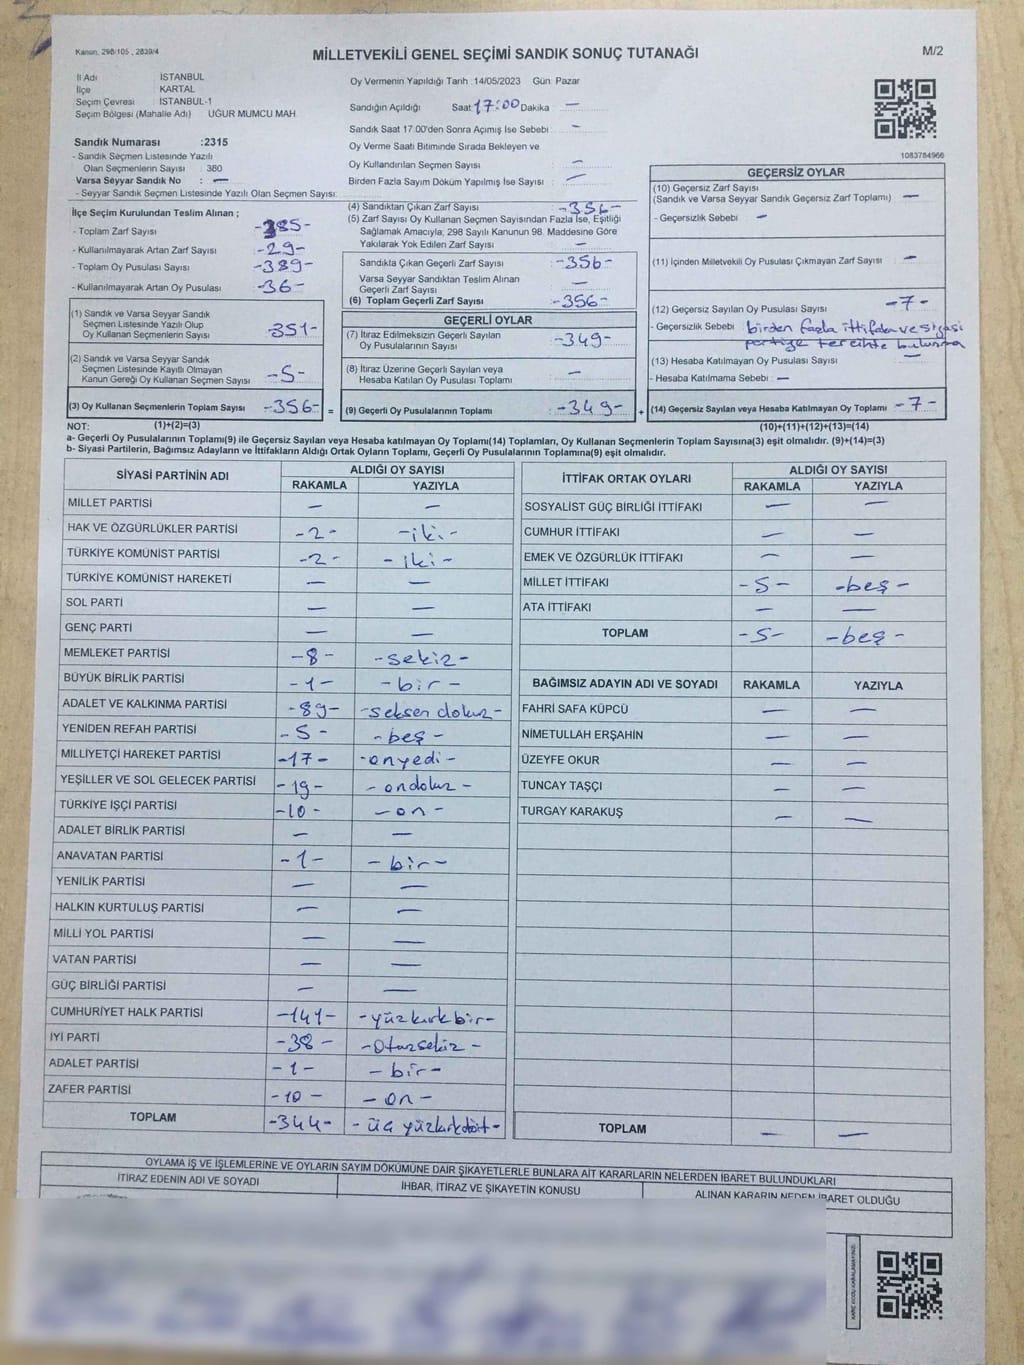 Kanun, 298/105 , 2839/4
MİLLETVEKİLİ GENEL SEÇİMİ SANDIK SONUÇ TUTANAĞI
M/2
İl Adı İSTANBUL
İlçe KARTAL
Seçim Çevresi İSTANBUL-1
Seçim Bölgesi (Mahalle Adı) UĞUR MUMCU MAH
Sandık Numarası :2315
- Sandık Seçmen Listesinde Yazılı
Olan Seçmenlerin Sayısı : 380
Varsa Seyyar Sandık No : —
- Seyyar Sandık Seçmen Listesinde Yazılı Olan Seçmen Sayısı:
Oy Vermenin Yapıldığı Tarih :14/05/2023 Gün: Pazar
Sandığın Açıldığı Saat 17:00 Dakika —
Sandık Saat 17.00'den Sonra Açımış İse Sebebi: —
Oy Verme Saati Bitiminde Sırada Bekleyen ve
Oy Kullandırılan Seçmen Sayısı —
Birden Fazla Sayım Döküm Yapılmış İse Sayısı : —
1083784966
İlçe Seçim Kurulundan Teslim Alınan ;
- Toplam Zarf Sayısı -385-
- Kullanılmayarak Artan Zarf Sayısı -29-
- Toplam Oy Pusulası Sayısı -389-
- Kullanılmayarak Artan Oy Pusulası -36-
(1) Sandık ve Varsa Seyyar Sandık
Seçmen Listesinde Yazılı Olup
Oy Kullanan Seçmenlerin Sayısı -351-
(2) Sandık ve Varsa Seyyar Sandık
Seçmen Listesinde Kayıtlı Olmayan
Kanun Gereği Oy Kullanan Seçmen Sayısı -5-
(3) Oy Kullanan Seçmenlerin Toplam Sayısı -356- =
(4) Sandıktan Çıkan Zarf Sayısı -356-
(5) Zarf Sayısı Oy Kullanan Seçmen Sayısından Fazla İse, Eşitliği
Sağlamak Amacıyla, 298 Sayılı Kanunun 98. Maddesine Göre
Yakılarak Yok Edilen Zarf Sayısı —
Sandıkta Çıkan Geçerli Zarf Sayısı -356-
Varsa Seyyar Sandıktan Teslim Alınan
Geçerli Zarf Sayısı —
(6) Toplam Geçerli Zarf Sayısı -356-
GEÇERLİ OYLAR
(7) İtiraz Edilmeksizin Geçerli Sayılan
Oy Pusulalarının Sayısı -349-
(8) İtiraz Üzerine Geçerli Sayılan veya
Hesaba Katılan Oy Pusulası Toplamı —
(9) Geçerli Oy Pusulalarının Toplamı -349- +
GEÇERSİZ OYLAR
(10) Geçersiz Zarf Sayısı
(Sandık ve Varsa Seyyar Sandık Geçersiz Zarf Toplamı) —
- Geçersizlik Sebebi —
(11) İçinden Milletvekili Oy Pusulası Çıkmayan Zarf Sayısı —
(12) Geçersiz Sayılan Oy Pusulası Sayısı -7-
- Geçersizlik Sebebi birden fazla ittifaka ve siyasi
partiye tercihte bulunma
(13) Hesaba Katılmayan Oy Pusulası Sayısı —
- Hesaba Katılmama Sebebi : —
(14) Geçersiz Sayılan veya Hesaba Katılmayan Oy Toplamı -7-
NOT: (1)+(2)=(3)
(10)+(11)+(12)+(13)=(14)
a- Geçerli Oy Pusulalarının Toplamı(9) ile Geçersiz Sayılan veya Hesaba katılmayan Oy Toplamı(14) Toplamları, Oy Kullanan Seçmenlerin Toplam Sayısına(3) eşit olmalıdır. (9)+(14)=(3)
b- Siyasi Partilerin, Bağımsız Adayların ve İttifakların Aldığı Ortak Oyların Toplamı, Geçerli Oy Pusulalarının Toplamına(9) eşit olmalıdır.
SİYASİ PARTİNİN ADI ALDIĞI OY SAYISI
RAKAMLA YAZIYLA
MİLLET PARTİSİ — —
HAK VE ÖZGÜRLÜKLER PARTİSİ -2- -iki-
TÜRKİYE KOMÜNİST PARTİSİ -2- -iki-
TÜRKİYE KOMÜNİST HAREKETİ — —
SOL PARTİ — —
GENÇ PARTİ — —
MEMLEKET PARTİSİ -8- -sekiz-
BÜYÜK BİRLİK PARTİSİ -1- -bir-
ADALET VE KALKINMA PARTİSİ -89- -seksen dokuz-
YENİDEN REFAH PARTİSİ -5- -beş-
MİLLİYETÇİ HAREKET PARTİSİ -17- -onyedi-
YEŞİLLER VE SOL GELECEK PARTİSİ -19- -ondokuz-
TÜRKİYE İŞÇİ PARTİSİ -10- -on-
ADALET BİRLİK PARTİSİ — —
ANAVATAN PARTİSİ -1- -bir-
YENİLİK PARTİSİ — —
HALKIN KURTULUŞ PARTİSİ — —
MİLLİ YOL PARTİSİ — —
VATAN PARTİSİ — —
GÜÇ BİRLİĞİ PARTİSİ — —
CUMHURİYET HALK PARTİSİ -141- -yüzkırkbir-
İYİ PARTİ -38- -Otuzsekiz-
ADALET PARTİSİ -1- -bir-
ZAFER PARTİSİ -10- -on-
TOPLAM -344- -üç yüzkırkdört-
İTTİFAK ORTAK OYLARI ALDIĞI OY SAYISI
RAKAMLA YAZIYLA
SOSYALİST GÜÇ BİRLİĞİ İTTİFAKI — —
CUMHUR İTTİFAKI — —
EMEK VE ÖZGÜRLÜK İTTİFAKI — —
MİLLET İTTİFAKI -5- -beş-
ATA İTTİFAKI — —
TOPLAM -5- -beş-
BAĞIMSIZ ADAYIN ADI VE SOYADI RAKAMLA YAZIYLA
FAHRİ SAFA KÜPCÜ — —
NİMETULLAH ERŞAHİN — —
ÜZEYFE OKUR — —
TUNCAY TAŞÇI — —
TURGAY KARAKUŞ — —
TOPLAM — —
OYLAMA İŞ VE İŞLEMLERİNE VE OYLARIN SAYIM DÖKÜMÜNE DAİR ŞİKAYETLERLE BUNLARA AİT KARARLARIN NELERDEN İBARET BULUNDUKLARI
İTİRAZ EDENİN ADI VE SOYADI İHBAR, İTİRAZ VE ŞİKAYETİN KONUSU ALINAN KARARIN NEDEN İBARET OLDUĞU